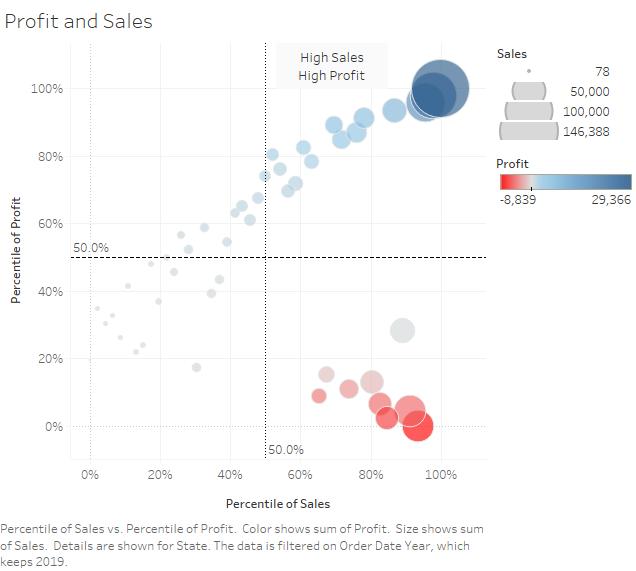 Profit and Sales
High Sales
High Profit
100%
80%
60%
50.0%
40%
20%
0%
50.0%
0%
20%
40%
60%
80%
100%
Percentile of Profit
Percentile of Sales
Sales
78
50,000
100,000
146,388
Profit
-8,839
29,366
Percentile of Sales vs. Percentile of Profit. Color shows sum of Profit. Size shows sum
of Sales. Details are shown for State. The data is filtered on Order Date Year, which
keeps 2019.